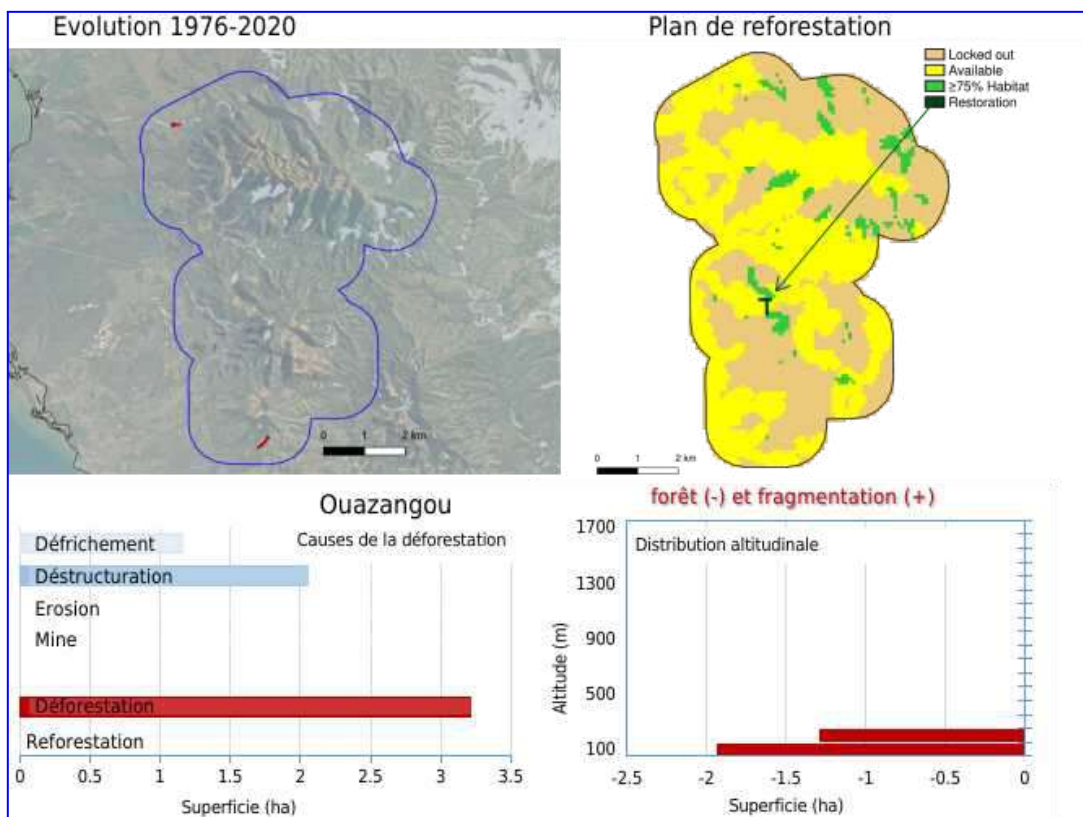 Evolution 1976-2020
Plan de reforestation
Locked out
Available
≥75% Habitat
Restoration
0 1 2 km
0 1 2 km
Ouazangou
Causes de la déforestation
Défrichement
Déstructuration
Erosion
Mine
Déforestation
Reforestation
0 0.5 1 1.5 2 2.5 3 3.5
Superficie (ha)
forêt (-) et fragmentation (+)
Distribution altitudinale
Altitude (m)
1700
1300
900
500
100
-2.5 -2 -1.5 -1 -0.5 0
Superficie (ha)